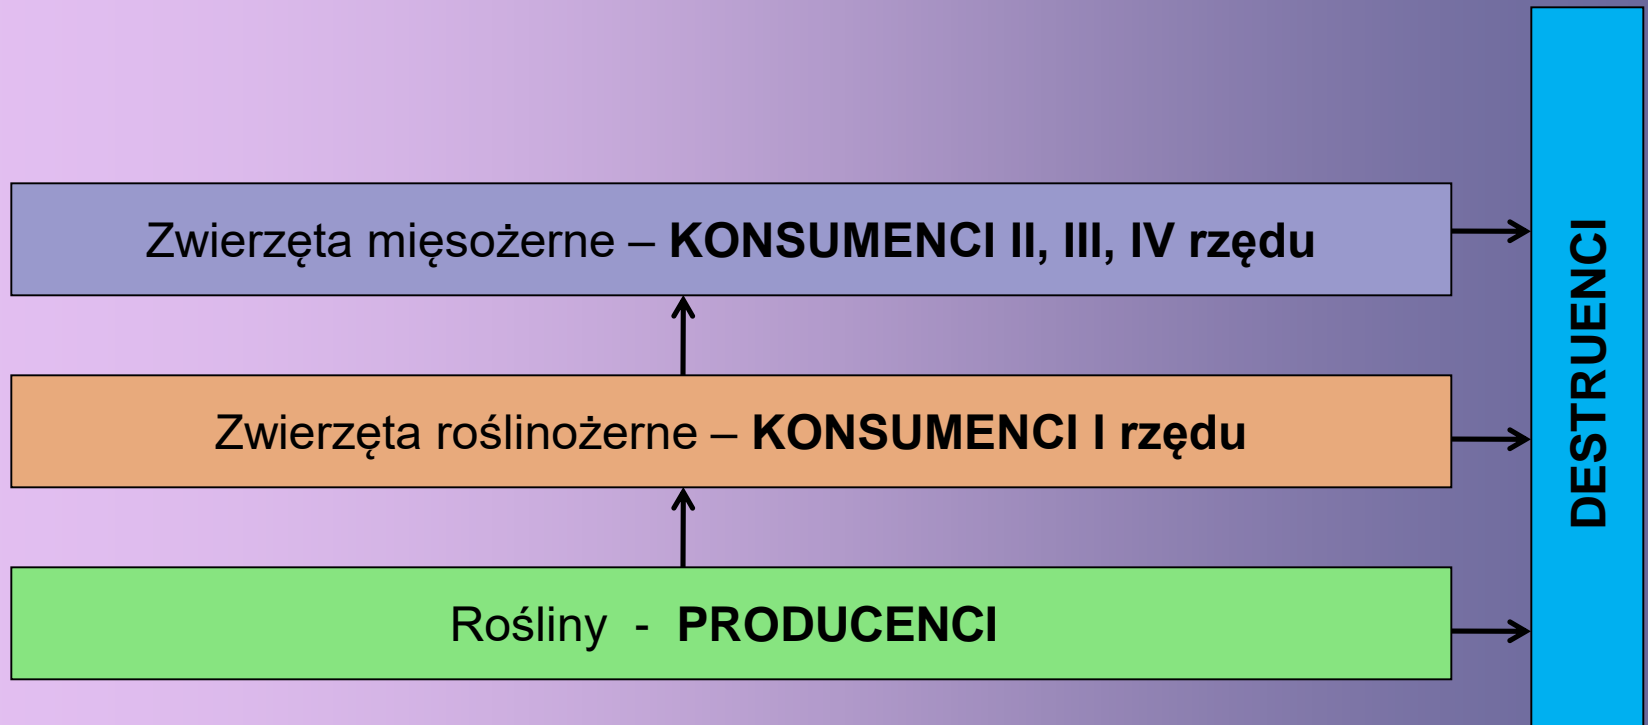 Zwierzęta mięsożerne – KONSUMENCI II, III, IV rzędu
Zwierzęta roślinożerne – KONSUMENCI I rzędu
Rośliny - PRODUCENCI
DESTRUENCI